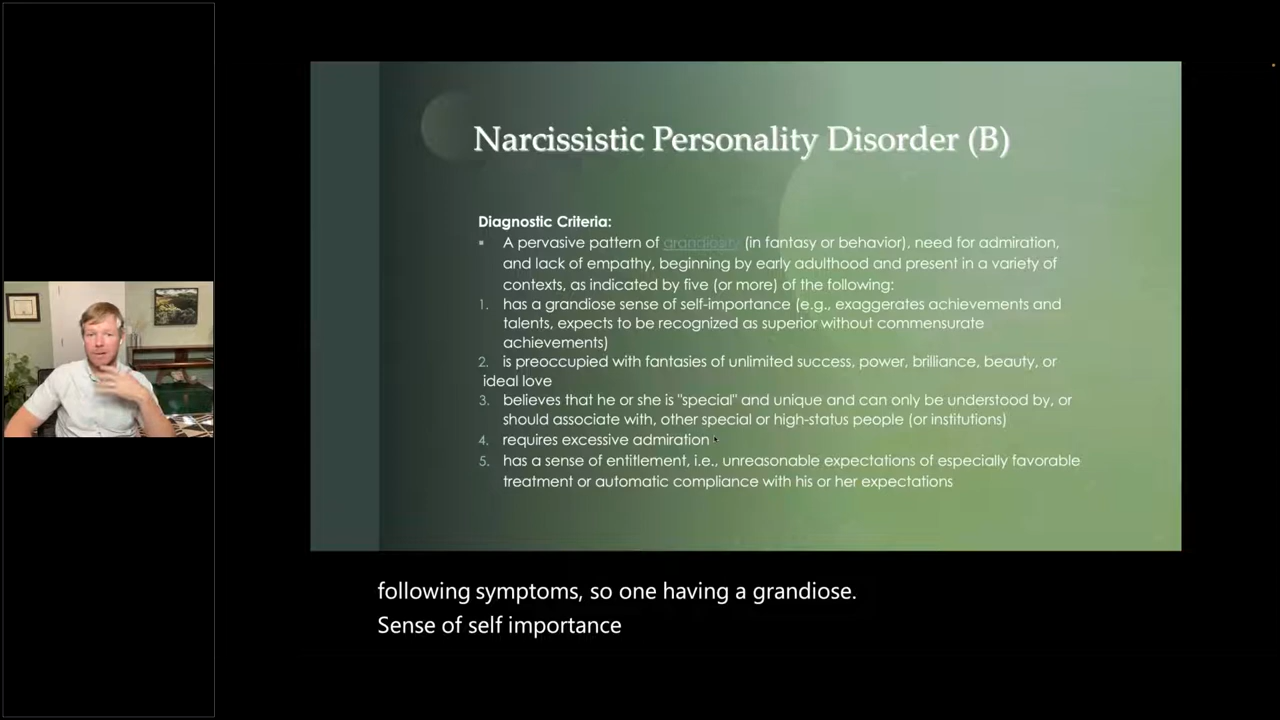 Narcissistic Personality Disorder (B)
Diagnostic Criteria:
▪ A pervasive pattern of grandiosity (in fantasy or behavior), need for admiration,
and lack of empathy, beginning by early adulthood and present in a variety of
contexts, as indicated by five (or more) of the following:
1. has a grandiose sense of self-importance (e.g., exaggerates achievements and
talents, expects to be recognized as superior without commensurate
achievements)
2. is preoccupied with fantasies of unlimited success, power, brilliance, beauty, or
ideal love
3. believes that he or she is "special" and unique and can only be understood by, or
should associate with, other special or high-status people (or institutions)
4. requires excessive admiration
5. has a sense of entitlement, i.e., unreasonable expectations of especially favorable
treatment or automatic compliance with his or her expectations
following symptoms, so one having a grandiose.
Sense of self importance